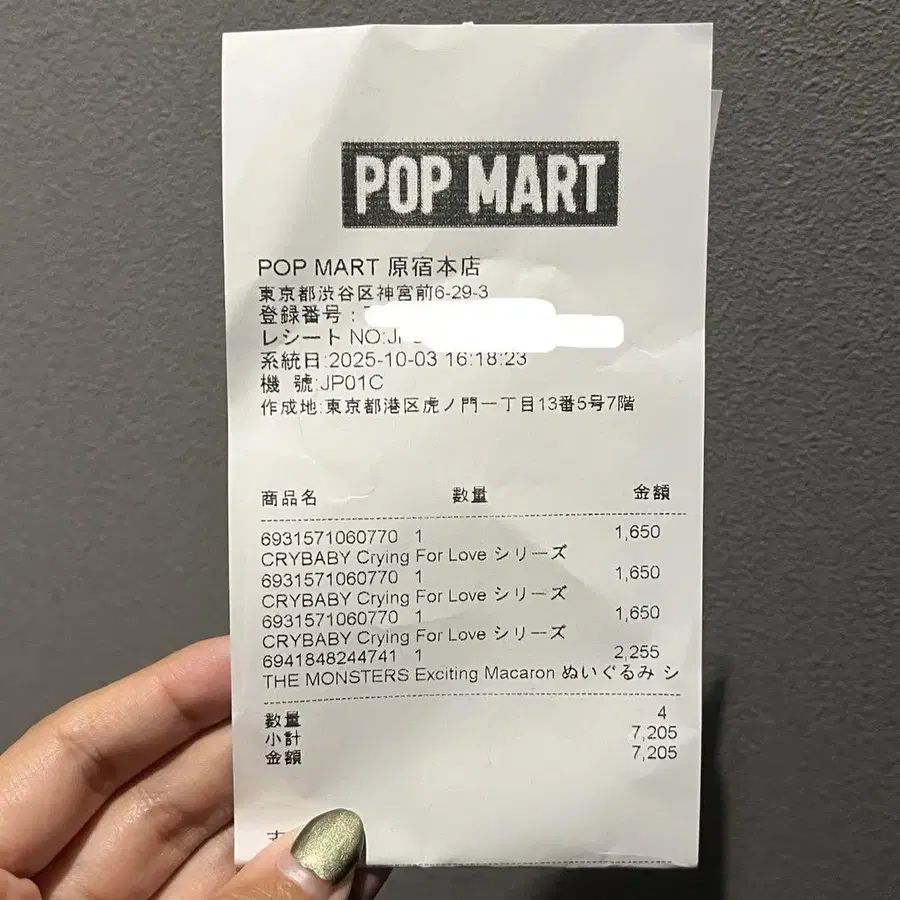 POP MART
POP MART 原宿本店
東京都渋谷区神宮前6-29-3
登録番号:
レシート NO:
系統日:2025-10-03 16:18:23
機 號:JP01C
作成地:東京都港区虎ノ門一丁目13番5号7階
商品名 數量 金額
6931571060770 1 1,650
CRYBABY Crying For Love シリーズ
6931571060770 1 1,650
CRYBABY Crying For Love シリーズ
6931571060770 1 1,650
CRYBABY Crying For Love シリーズ
6941848244741 1 2,255
THE MONSTERS Exciting Macaron ぬいぐるみ シ
數量 4
小計 7,205
金額 7,205